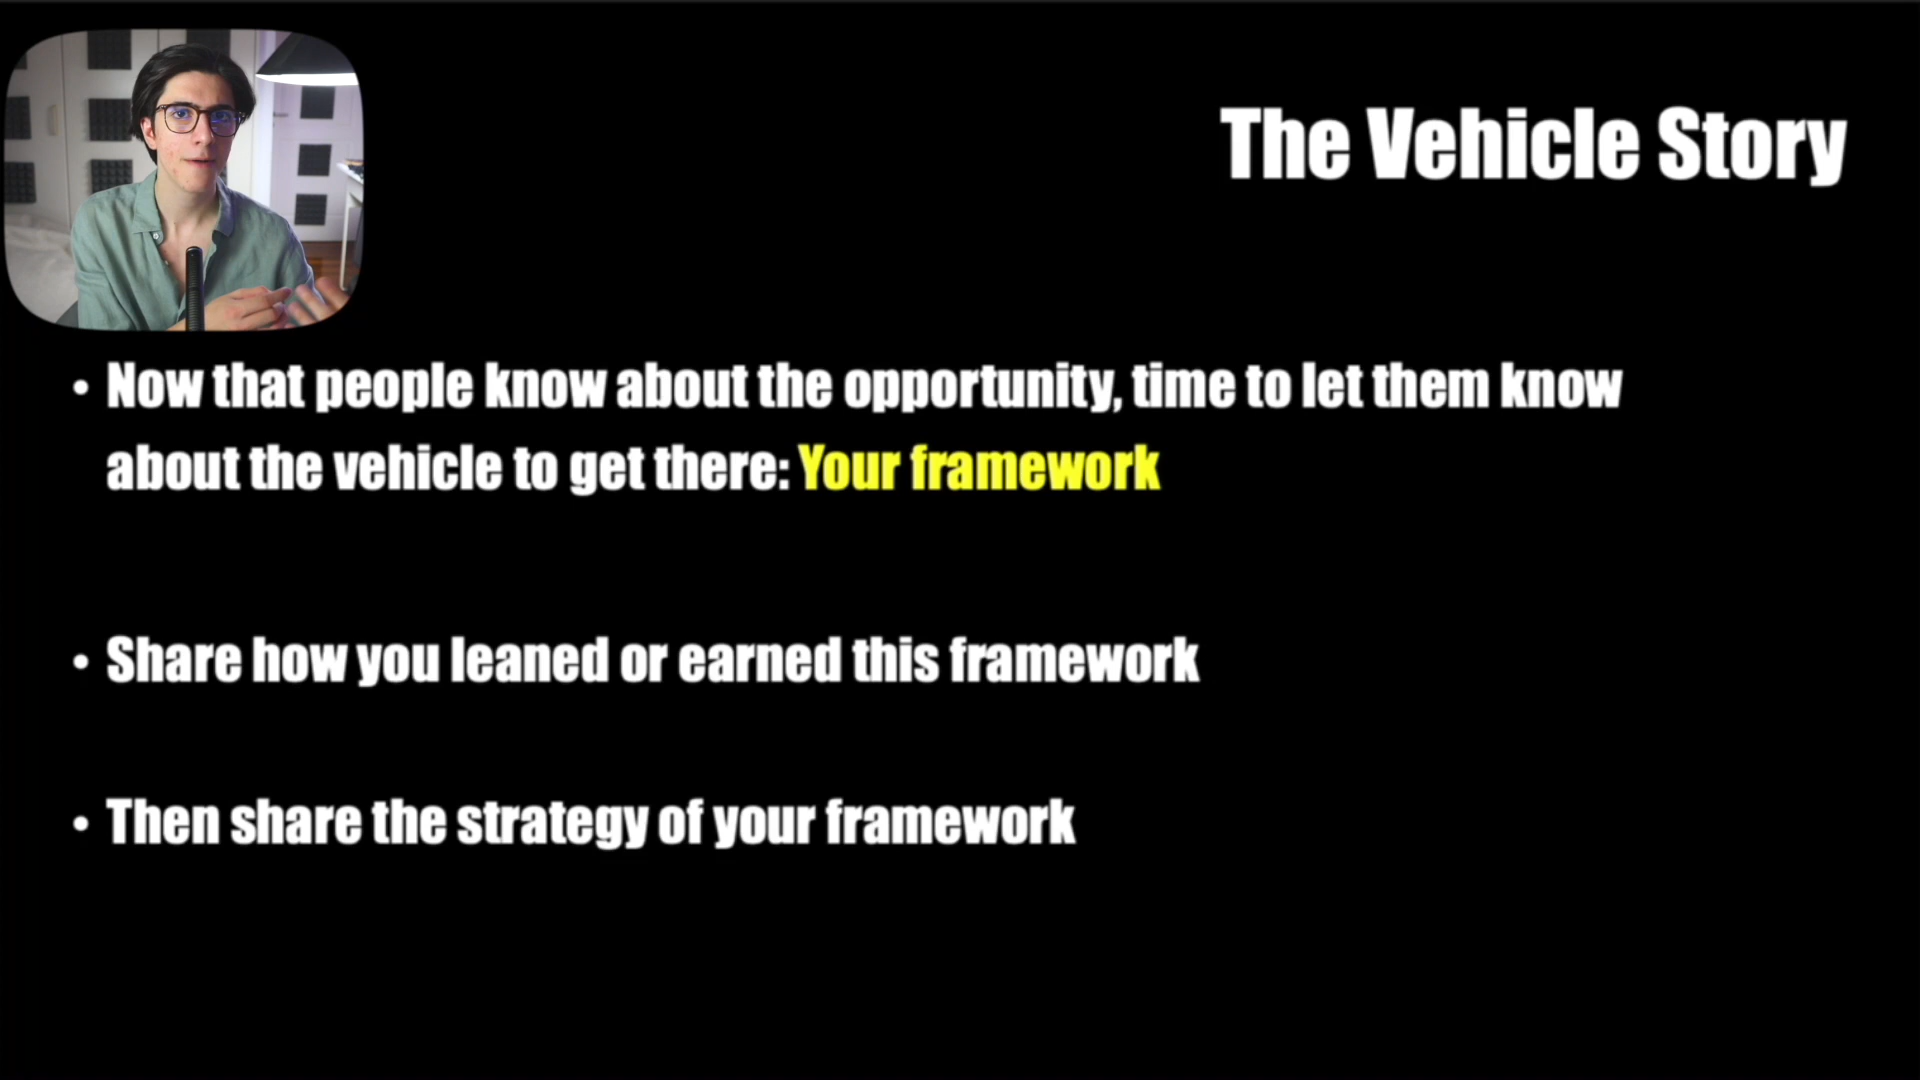 The Vehicle Story
• Now that people know about the opportunity, time to let them know
about the vehicle to get there: Your framework
• Share how you leaned or earned this framework
• Then share the strategy of your framework